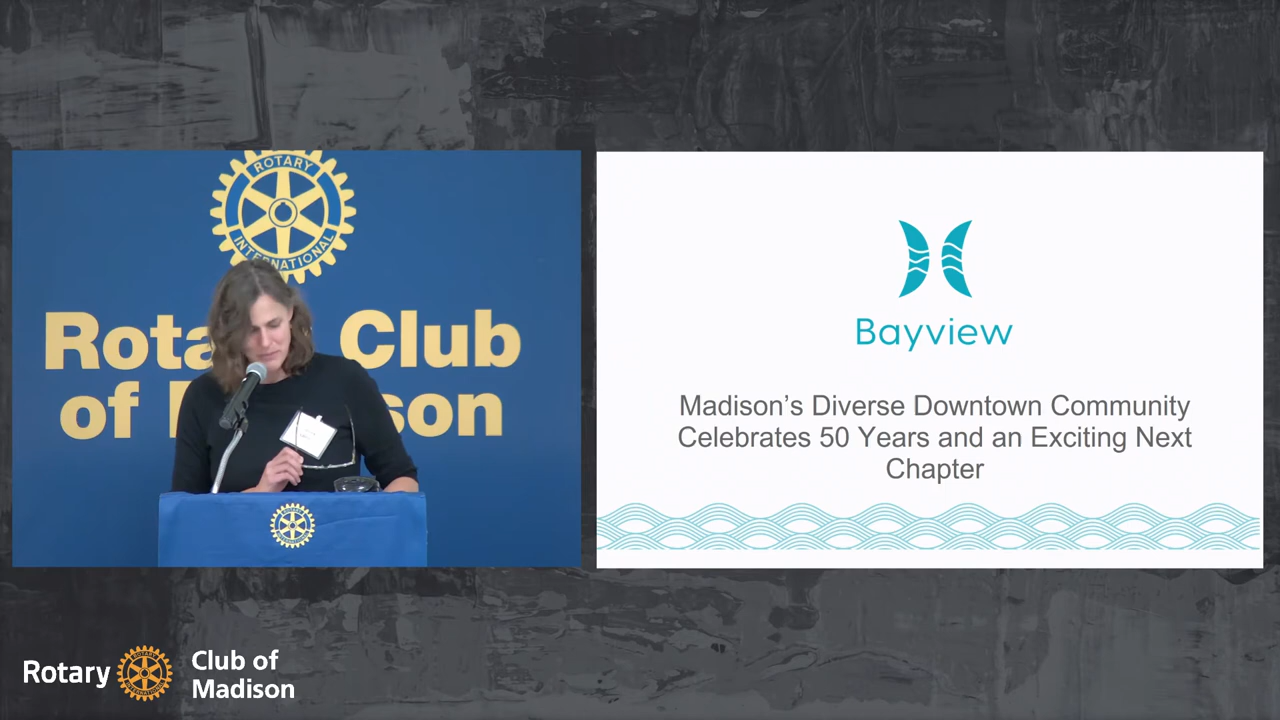 ROTARY
INTERNATIONAL
Rota Club
of M son
Bayview
Madison’s Diverse Downtown Community
Celebrates 50 Years and an Exciting Next
Chapter
Rotary
Club of
Madison